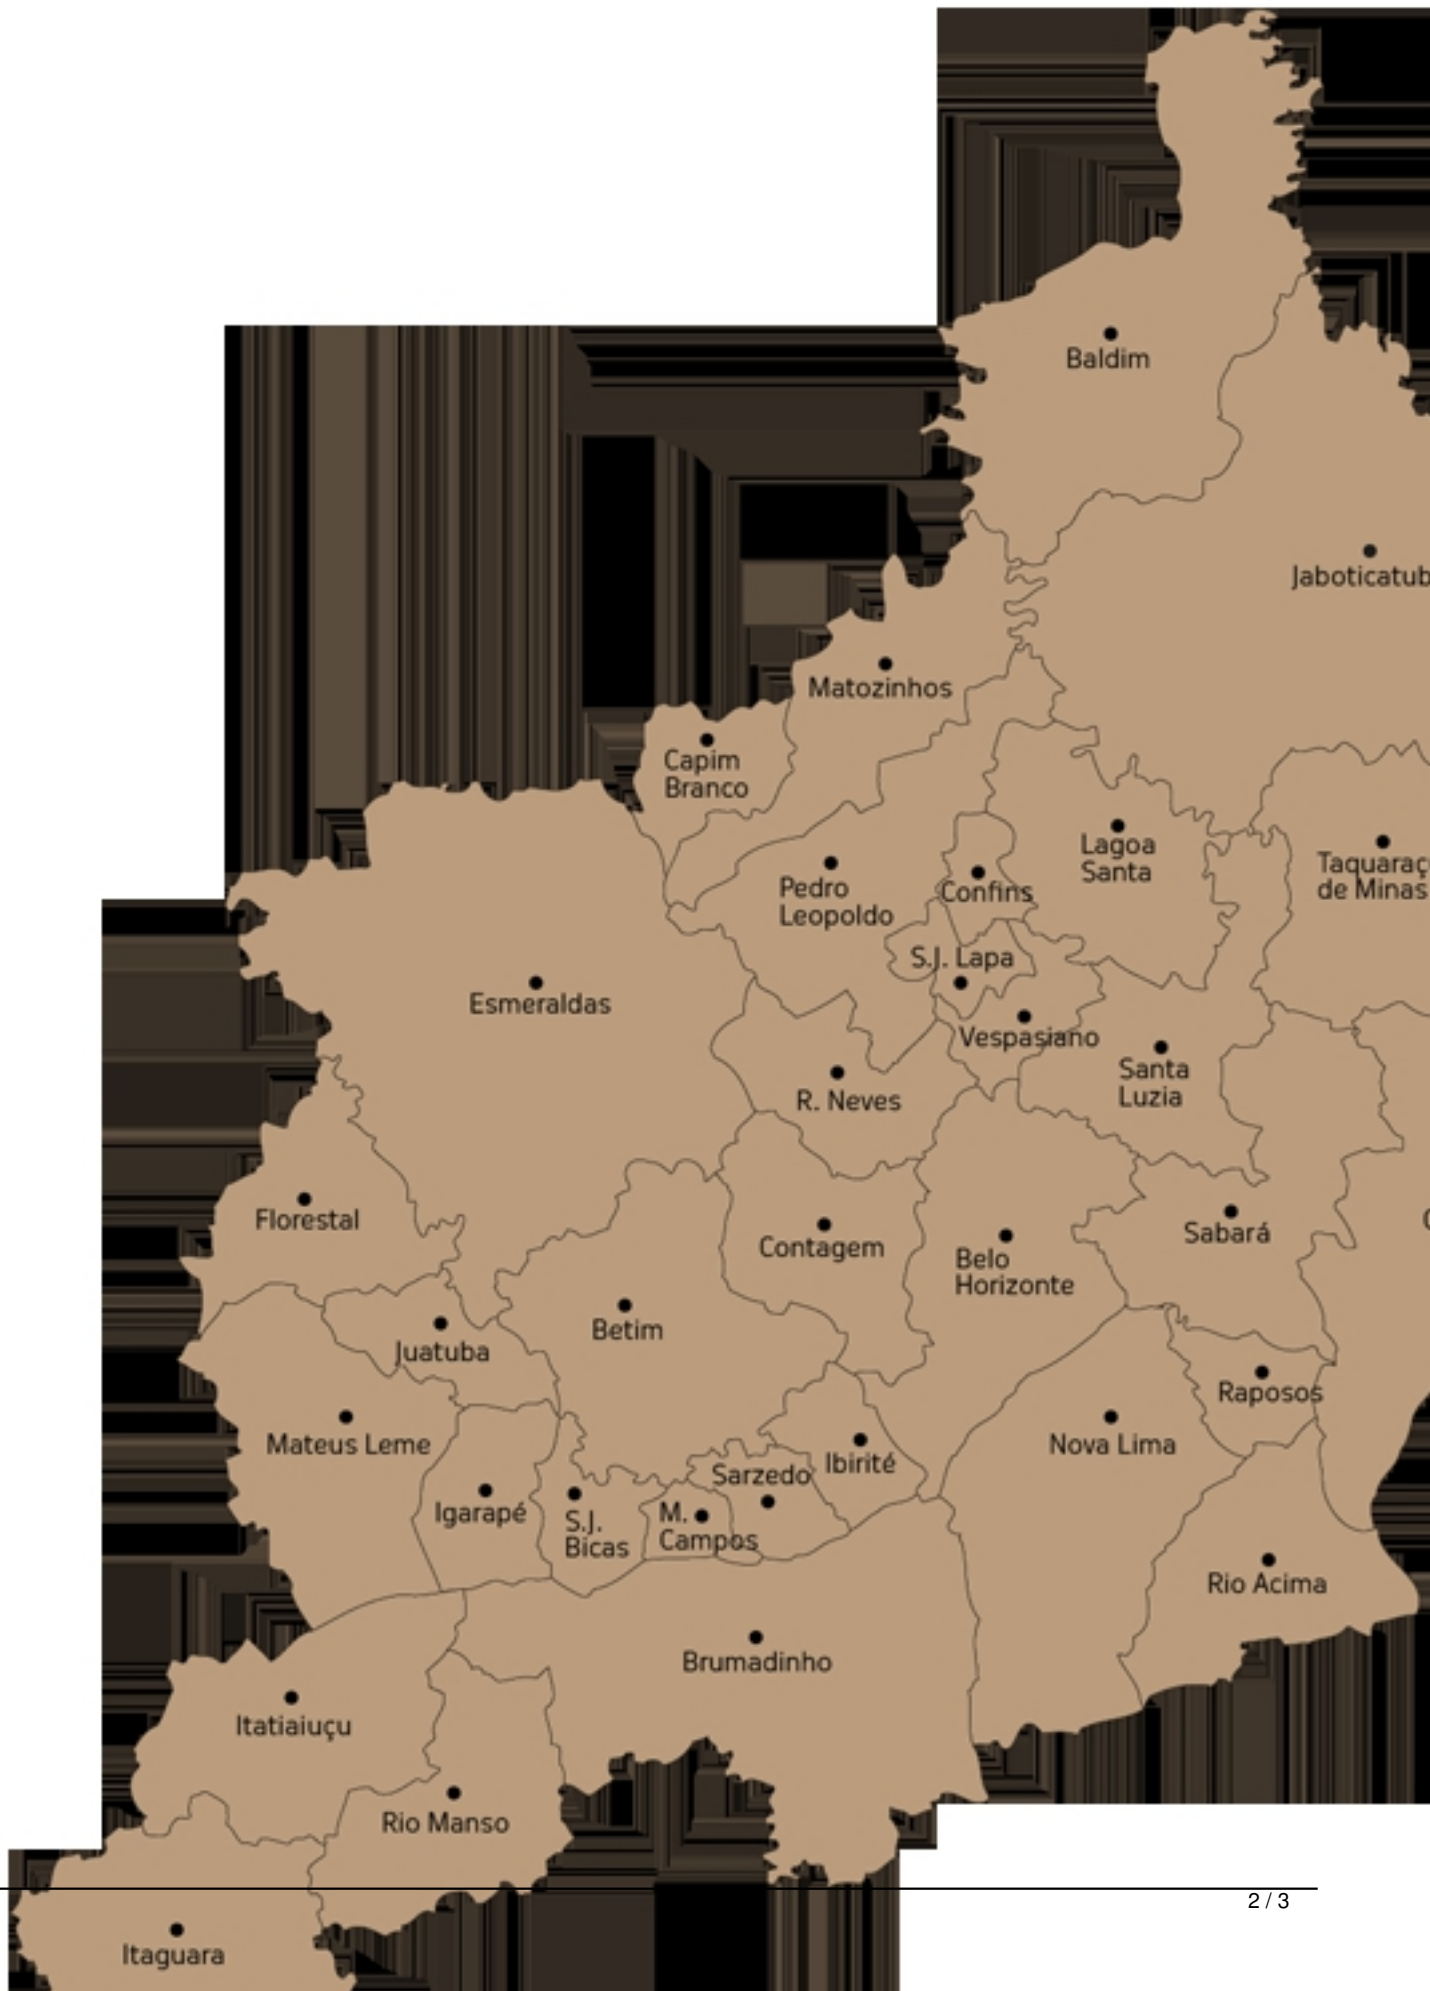 Baldim
Jaboticatub
Matozinhos
Capim
Branco
Lagoa
Santa
Taquaraç
de Minas
Pedro
Leopoldo
Confins
S.J. Lapa
Esmeraldas
Vespasiano
Santa
Luzia
R. Neves
Florestal
Contagem
Belo
Horizonte
Sabará
Betim
Juatuba
Raposos
Mateus Leme
Nova Lima
Ibirité
Sarzedo
Igarapé
S.J.
Bicas
M.
Campos
Rio Acima
Brumadinho
Itatiaiuçu
Rio Manso
2 / 3
Itaguara